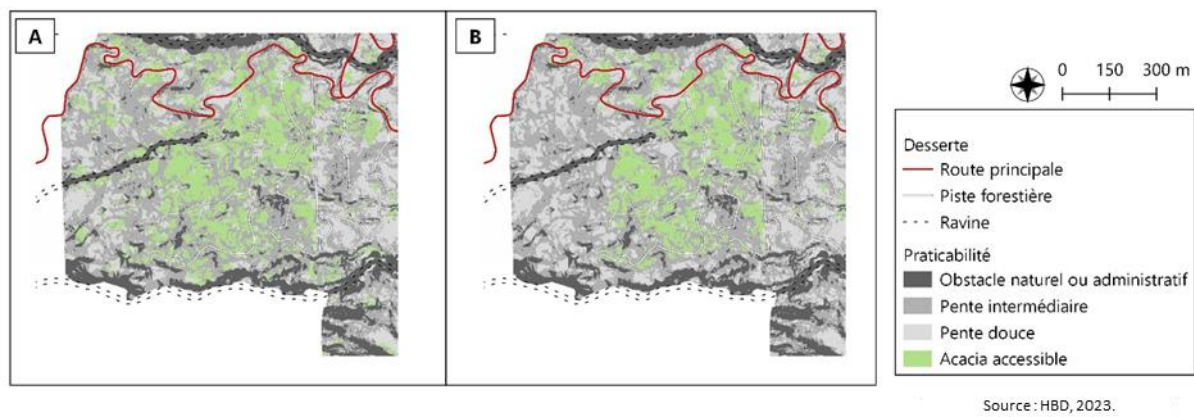 A
B
0 150 300 m
Desserte
Route principale
Piste forestière
Ravine
Praticabilité
Obstacle naturel ou administratif
Pente intermédiaire
Pente douce
Acacia accessible
Source : HBD, 2023.